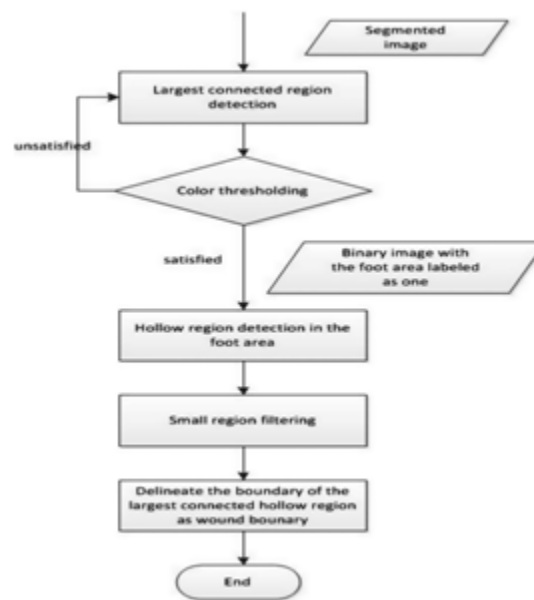 Segmented
image
Largest connected region
detection
unsatisfied
Color thresholding
satisfied
Binary image with
the foot area labeled
as one
Hollow region detection in the
foot area
Small region filtering
Delineate the boundary of the
largest connected hollow region
as wound bounary
End